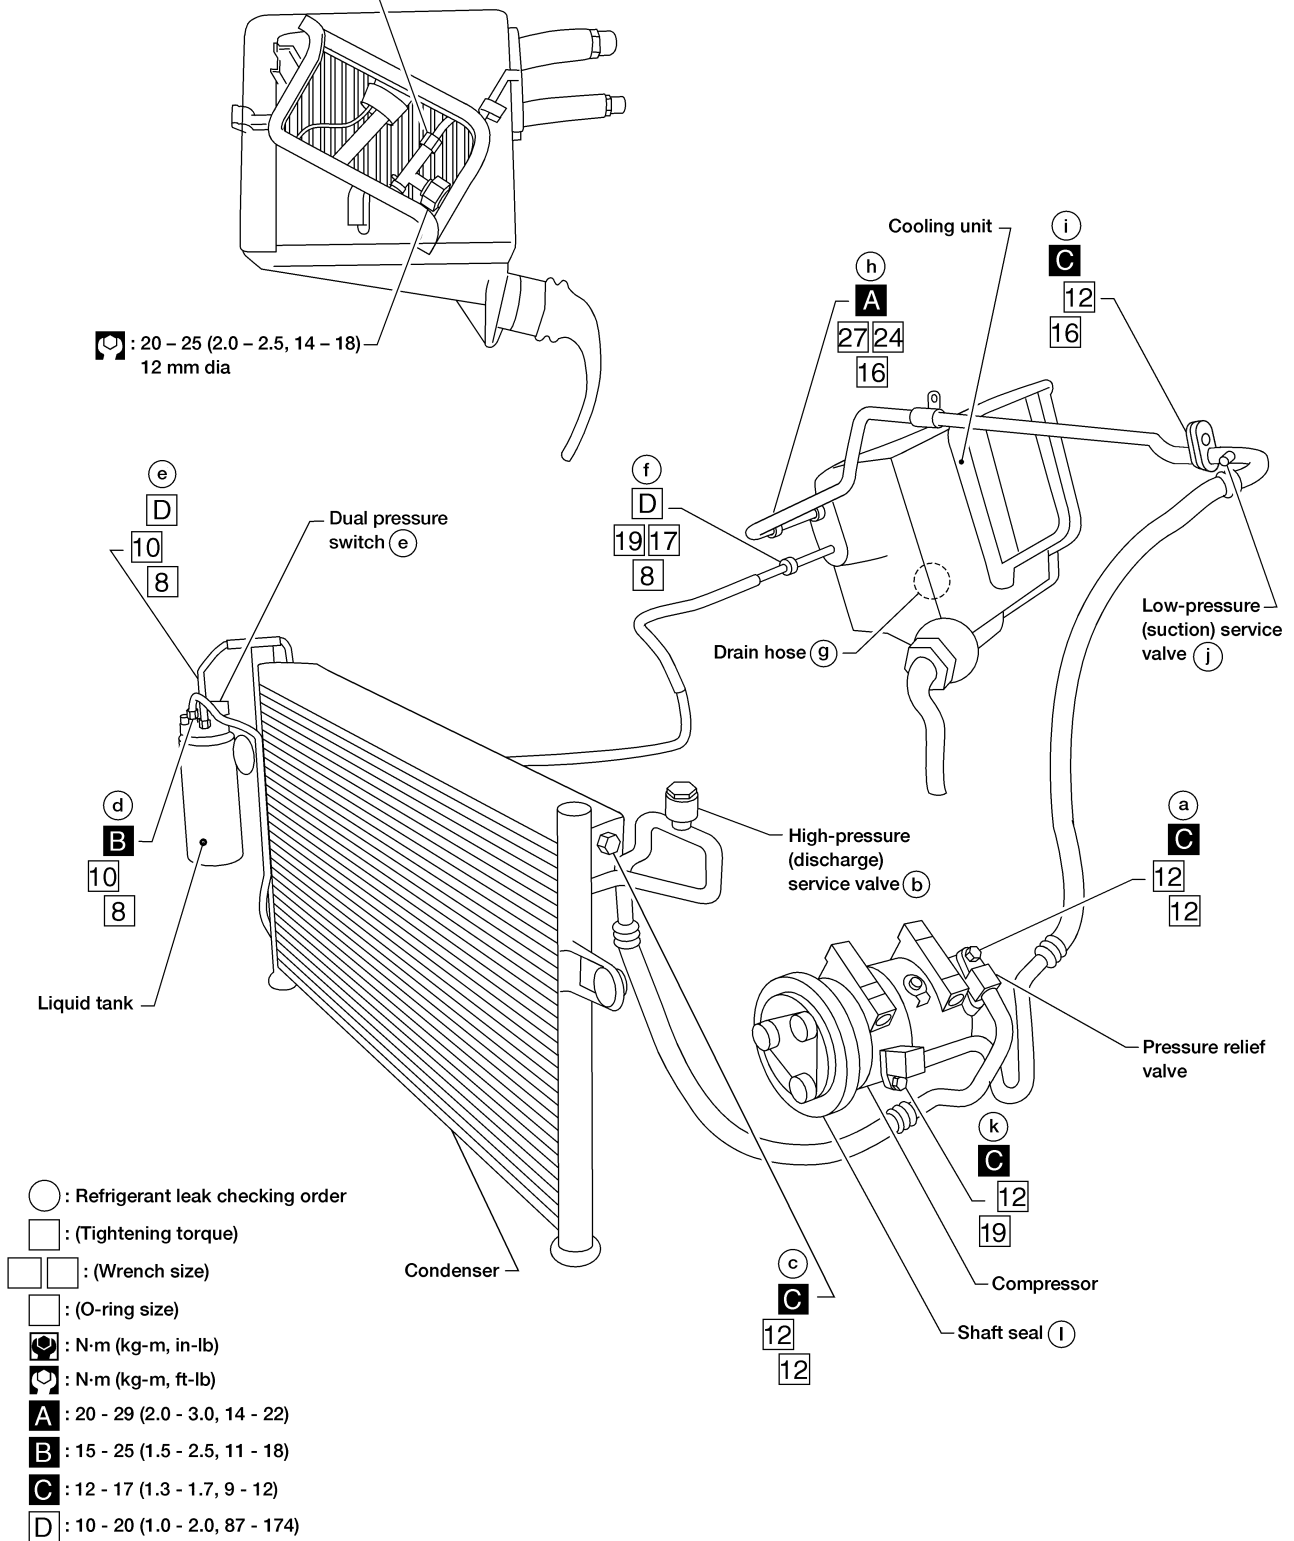 : 20 – 25 (2.0 – 2.5, 14 – 18)
12 mm dia
Cooling unit
i
C
12
16
h
A
27 24
16
e
D
10
8
Dual pressure
switch e
f
D
19 17
8
Low-pressure
(suction) service
valve j
Drain hose g
d
B
10
8
High-pressure
(discharge)
service valve b
a
C
12
12
Liquid tank
Pressure relief
valve
k
C
12
19
Condenser
c
C
12
12
Compressor
Shaft seal l
: Refrigerant leak checking order
: (Tightening torque)
: (Wrench size)
: (O-ring size)
: N·m (kg-m, in-lb)
: N·m (kg-m, ft-lb)
A : 20 - 29 (2.0 - 3.0, 14 - 22)
B : 15 - 25 (1.5 - 2.5, 11 - 18)
C : 12 - 17 (1.3 - 1.7, 9 - 12)
D : 10 - 20 (1.0 - 2.0, 87 - 174)